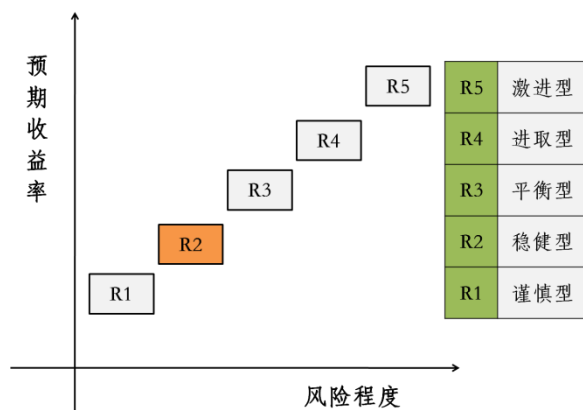 预期收益率
R5
R4
R3
R2
R1
风险程度
R5 激进型
R4 进取型
R3 平衡型
R2 稳健型
R1 谨慎型